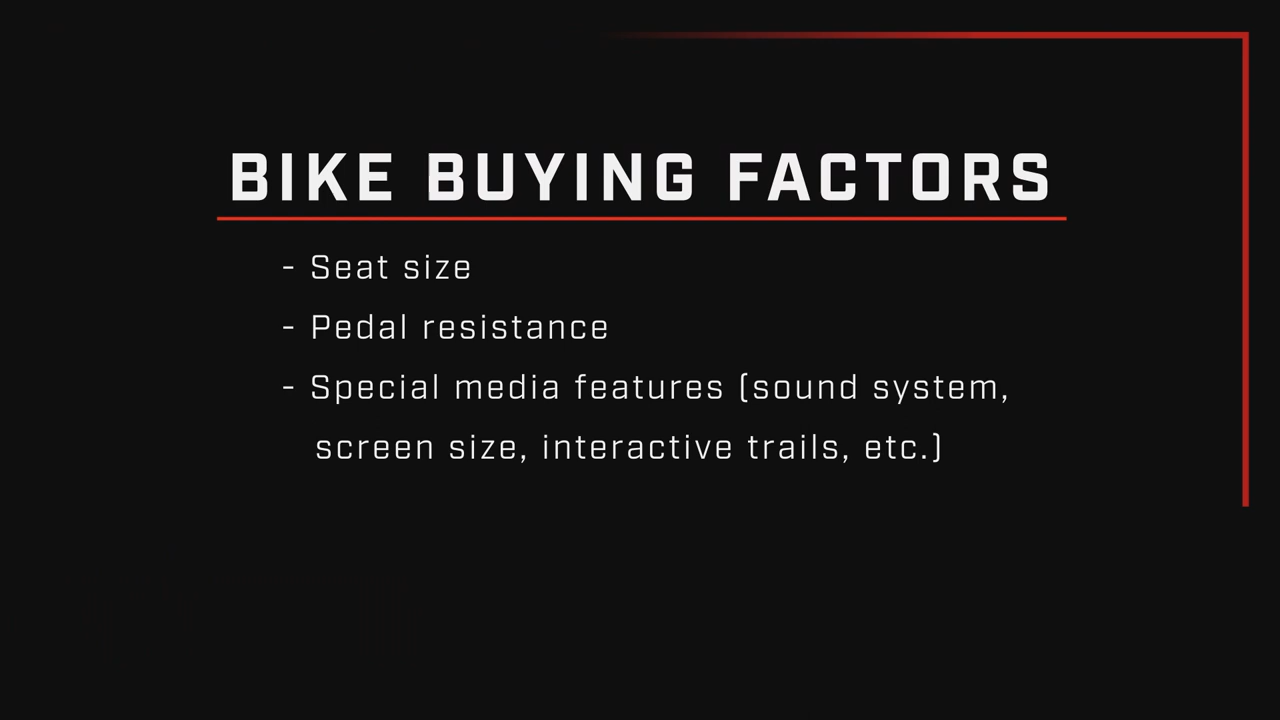 BIKE BUYING FACTORS
- Seat size
- Pedal resistance
- Special media features (sound system,
screen size, interactive trails, etc.)